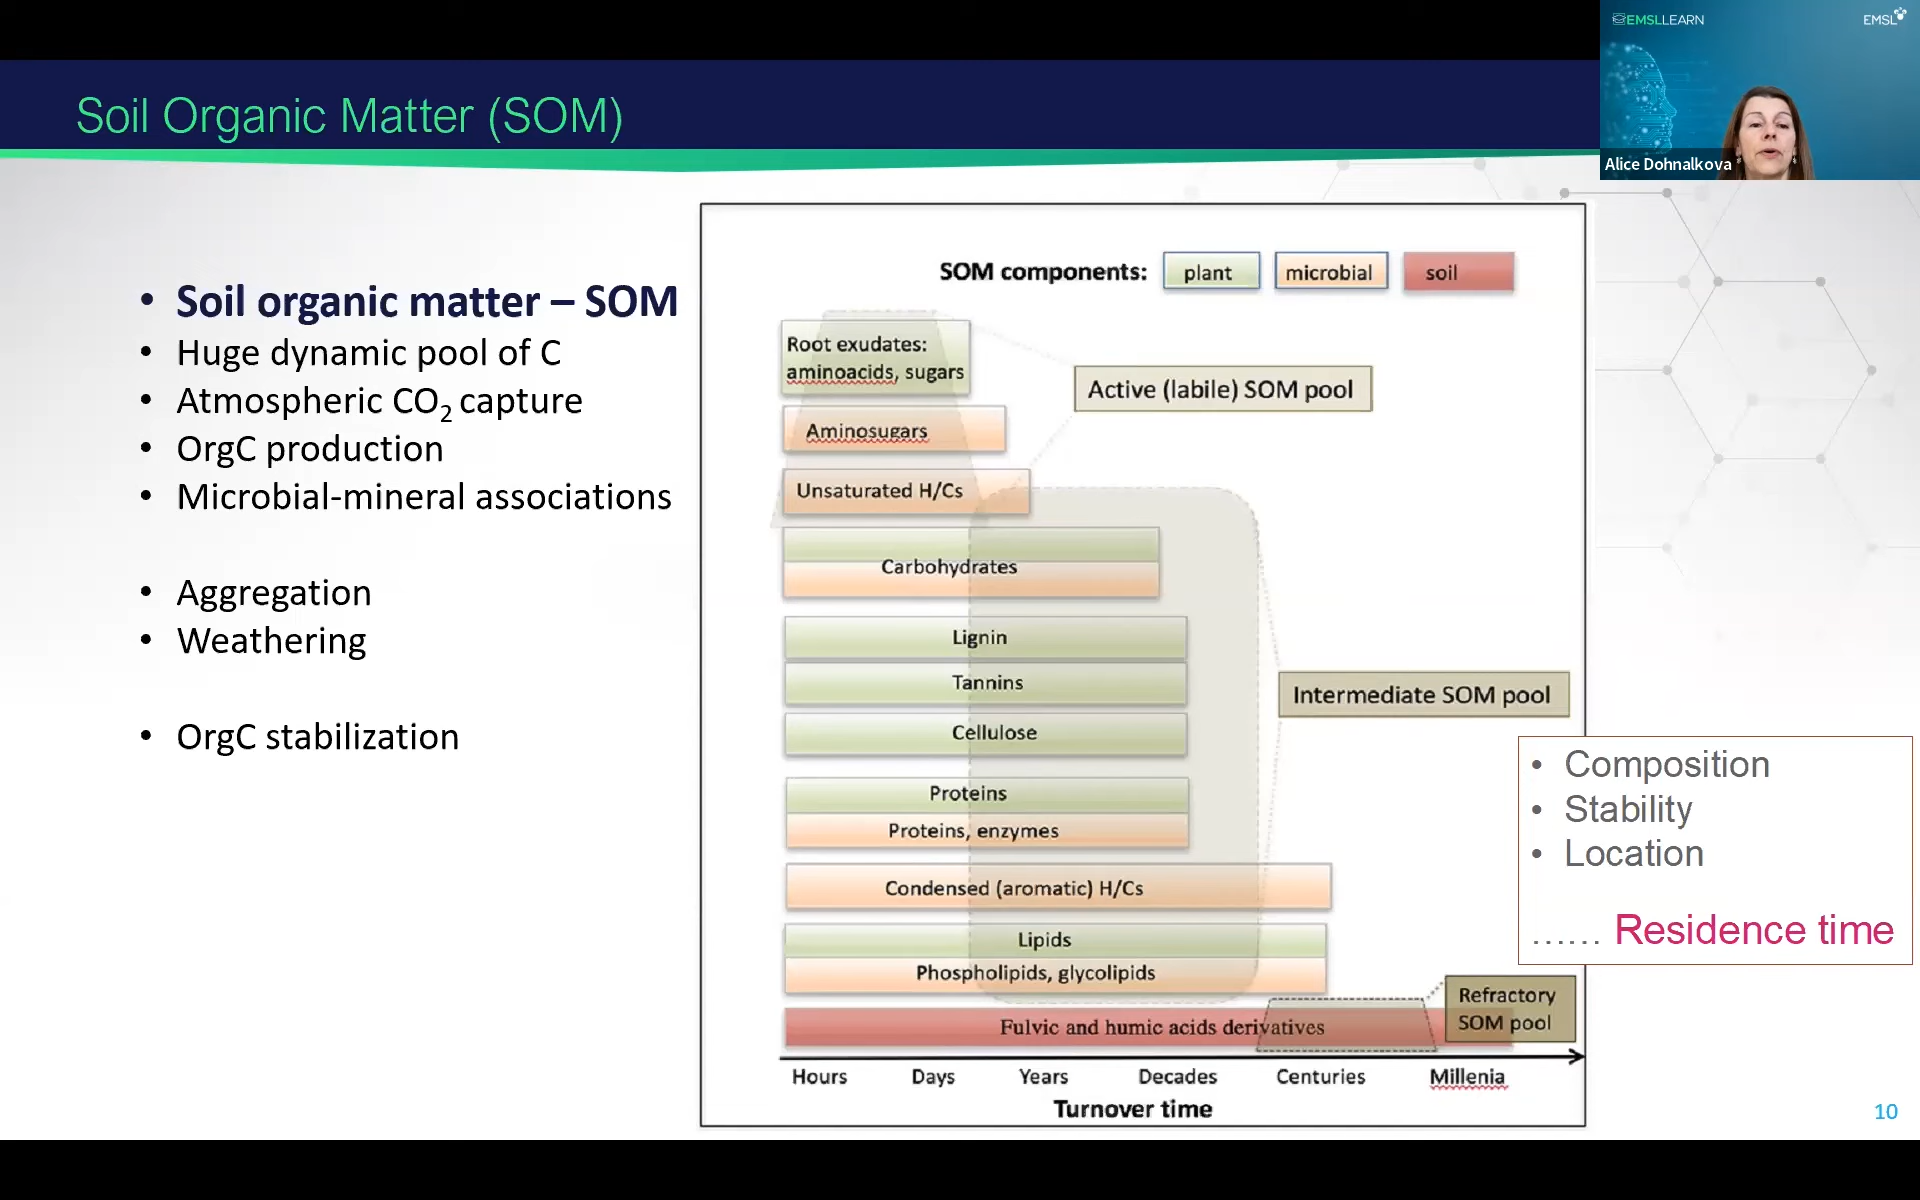 EMSLLEARN
EMSL
Alice Dohnalkova
Soil Organic Matter (SOM)
• Soil organic matter – SOM
• Huge dynamic pool of C
• Atmospheric CO2 capture
• OrgC production
• Microbial-mineral associations
• Aggregation
• Weathering
• OrgC stabilization
SOM components:
plant
microbial
soil
Root exudates:
aminoacids, sugars
Active (labile) SOM pool
Aminosugars
Unsaturated H/Cs
Carbohydrates
Lignin
Tannins
Cellulose
Intermediate SOM pool
Proteins
Proteins, enzymes
Condensed (aromatic) H/Cs
Lipids
Phospholipids, glycolipids
Fulvic and humic acids derivatives
Refractory
SOM pool
Hours Days Years Decades Centuries Millenia
Turnover time
• Composition
• Stability
• Location
...... Residence time
10